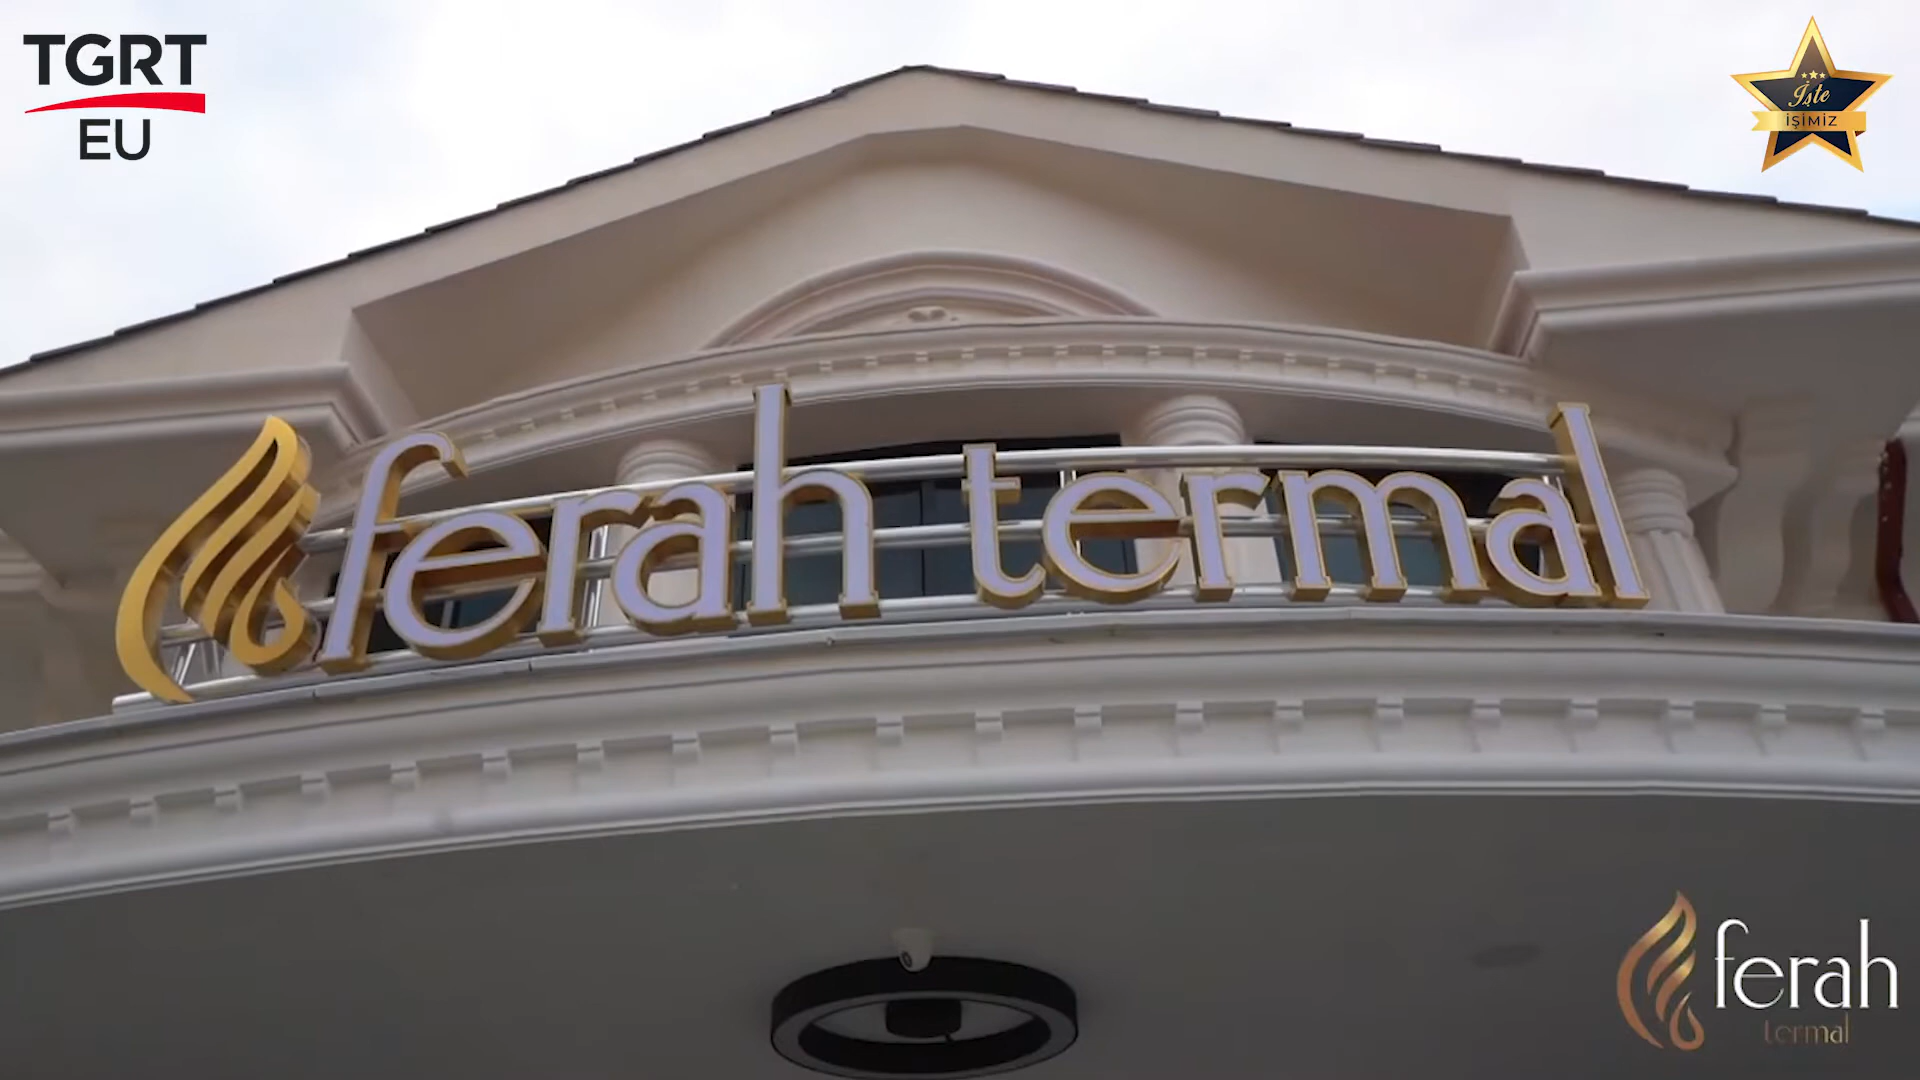 TGRT
EU
İşte
İŞİMİZ
ferah termal
ferah
termal